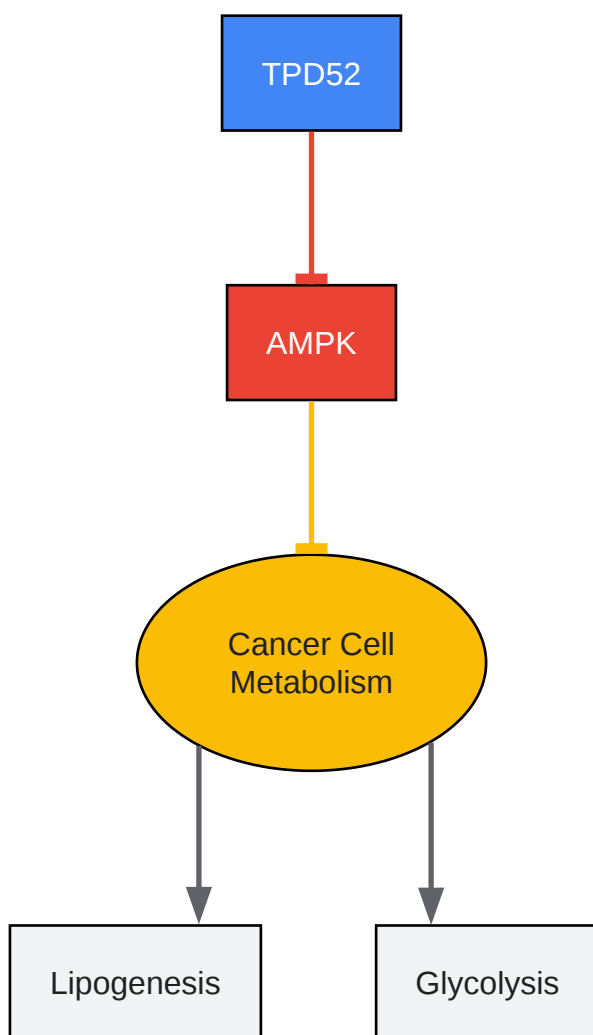 TPD52
AMPK
Cancer Cell
Metabolism
Lipogenesis
Glycolysis